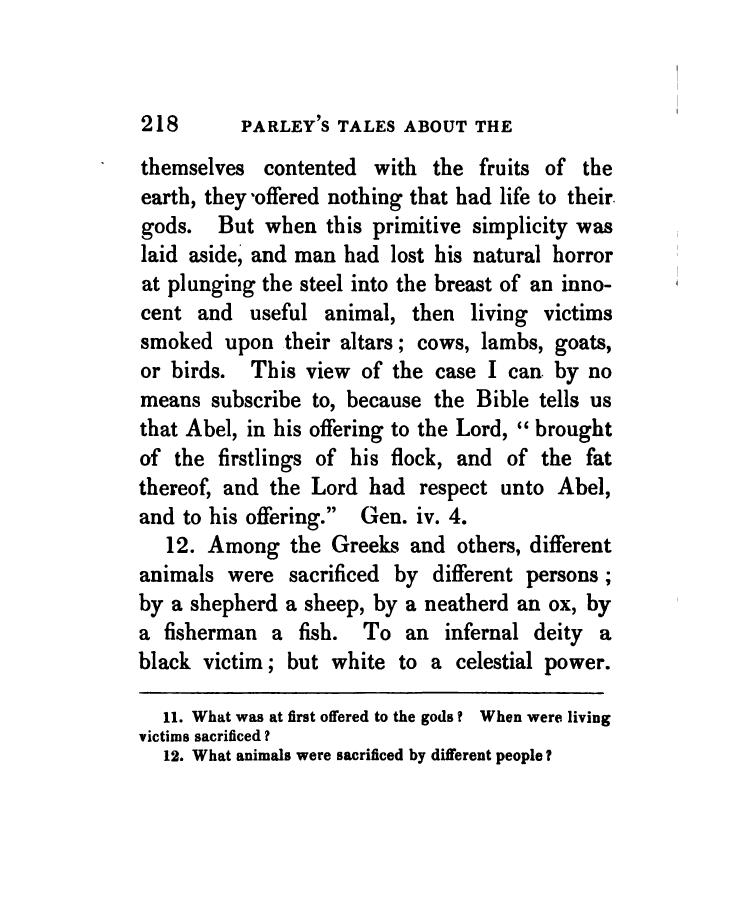 218 PARLEY'S TALES ABOUT THE
themselves contented with the fruits of the
earth, they offered nothing that had life to their
gods. But when this primitive simplicity was
laid aside, and man had lost his natural horror
at plunging the steel into the breast of an inno-
cent and useful animal, then living victims
smoked upon their altars; cows, lambs, goats,
or birds. This view of the case I can by no
means subscribe to, because the Bible tells us
that Abel, in his offering to the Lord, “brought
of the firstlings of his flock, and of the fat
thereof, and the Lord had respect unto Abel,
and to his offering.” Gen. iv. 4.
12. Among the Greeks and others, different
animals were sacrificed by different persons;
by a shepherd a sheep, by a neatherd an ox, by
a fisherman a fish. To an infernal deity a
black victim; but white to a celestial power.
11. What was at first offered to the gods? When were living
victims sacrificed?
12. What animals were sacrificed by different people?